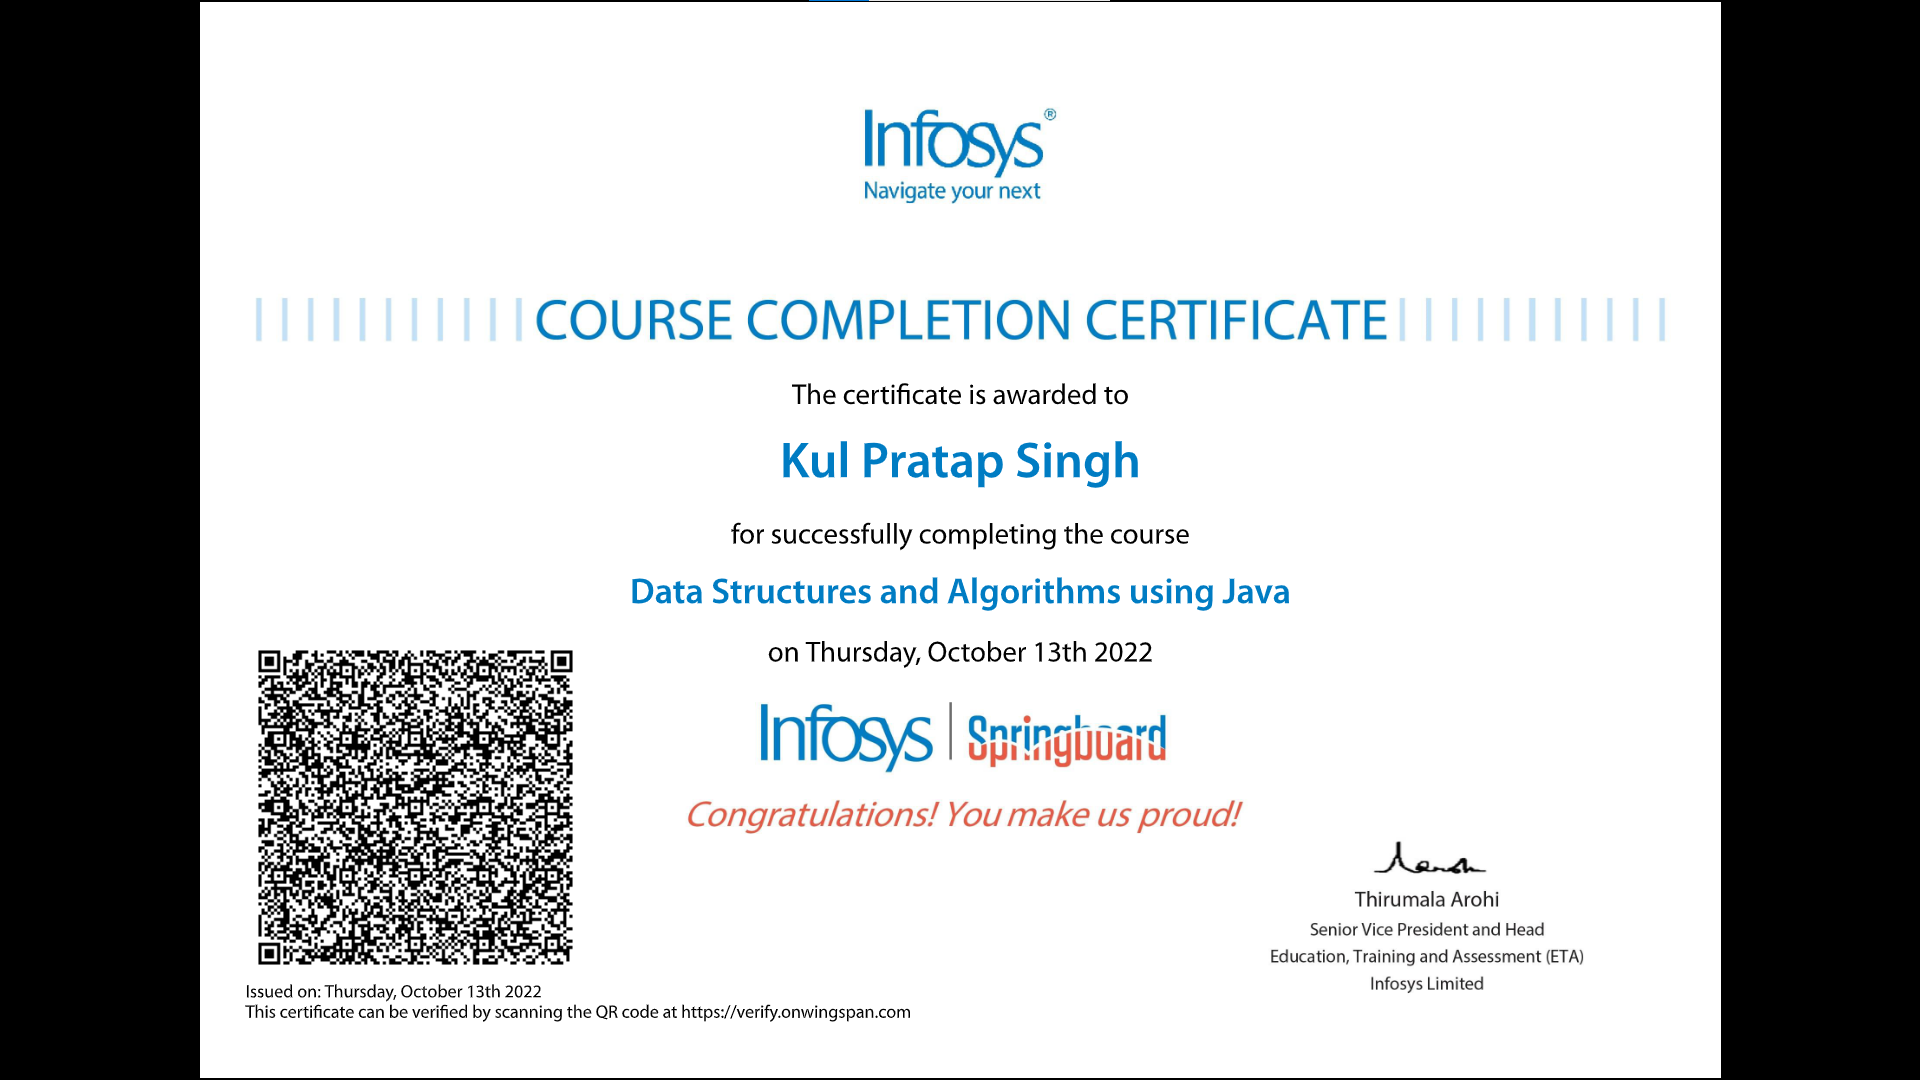 Infosys®
Navigate your next
COURSE COMPLETION CERTIFICATE
The certificate is awarded to
Kul Pratap Singh
for successfully completing the course
Data Structures and Algorithms using Java
on Thursday, October 13th 2022
Infosys | Springboard
Congratulations! You make us proud!
Thirumala Arohi
Senior Vice President and Head
Education, Training and Assessment (ETA)
Infosys Limited
Issued on: Thursday, October 13th 2022
This certificate can be verified by scanning the QR code at https://verify.onwingspan.com